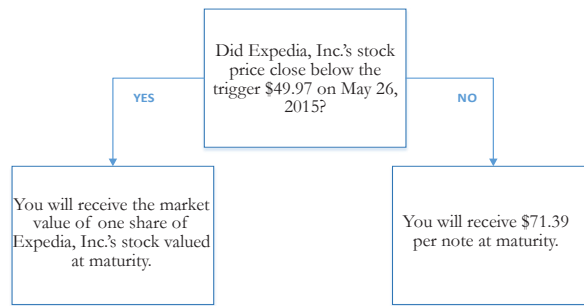 Did Expedia, Inc.'s stock
price close below the
trigger $49.97 on May 26,
2015?
YES
NO
You will receive the market
value of one share of
Expedia, Inc.'s stock valued
at maturity.
You will receive $71.39
per note at maturity.